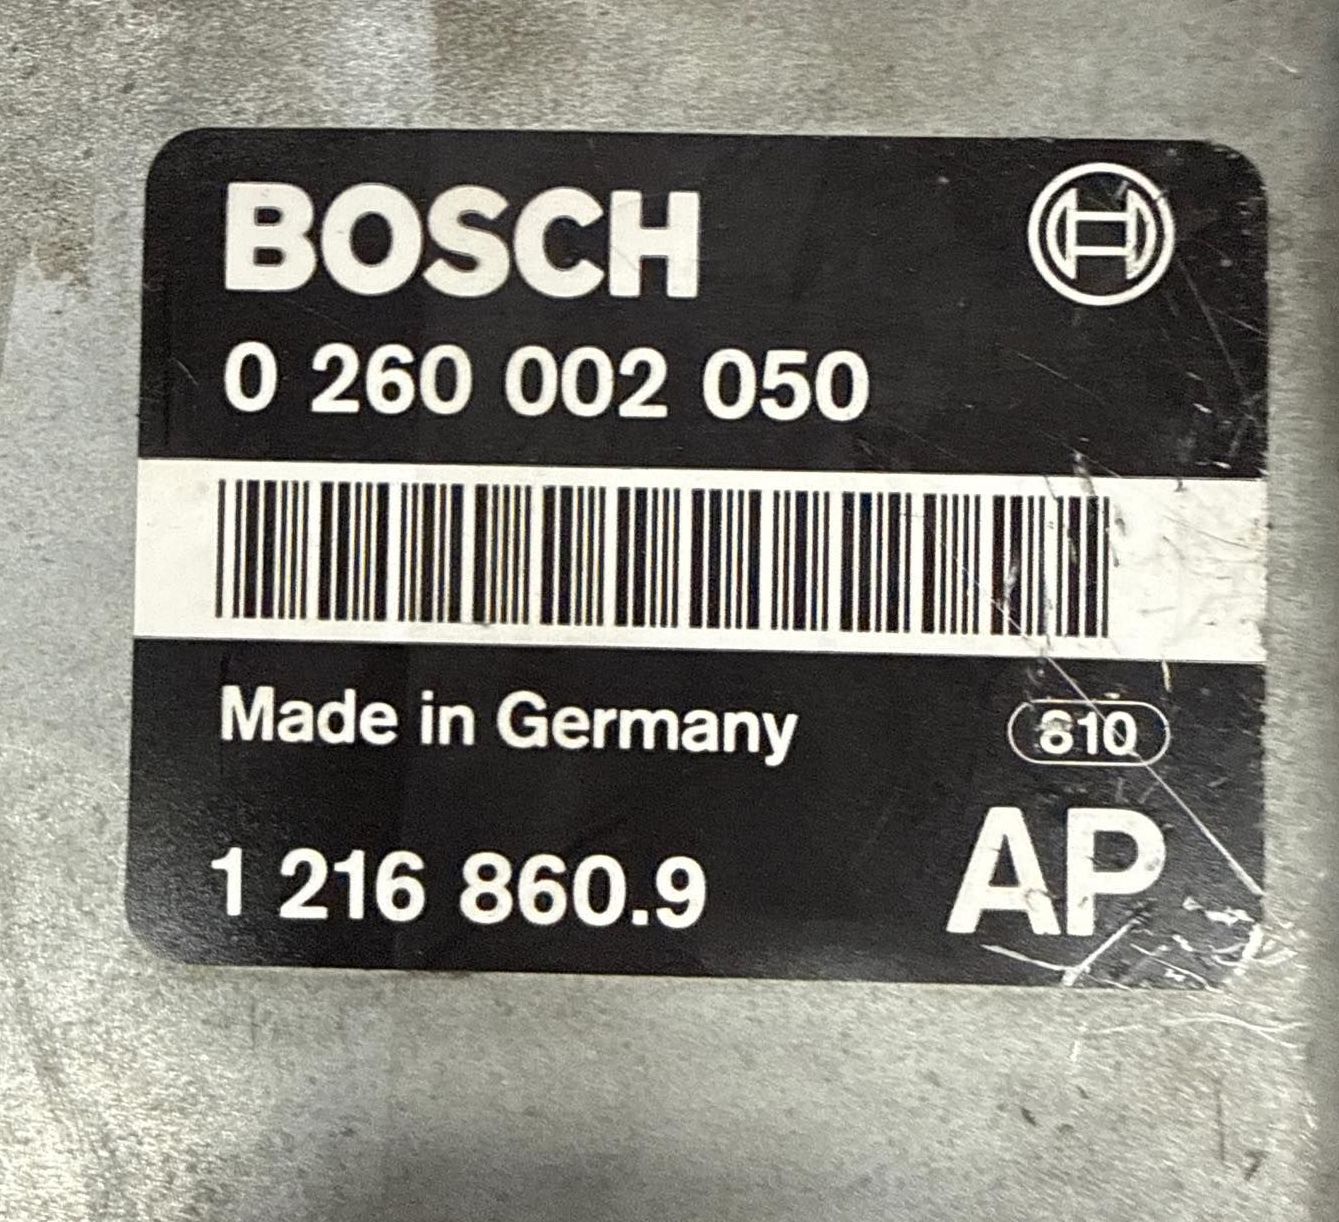 BOSCH
0 260 002 050
Made in Germany
810
1 216 860.9
AP